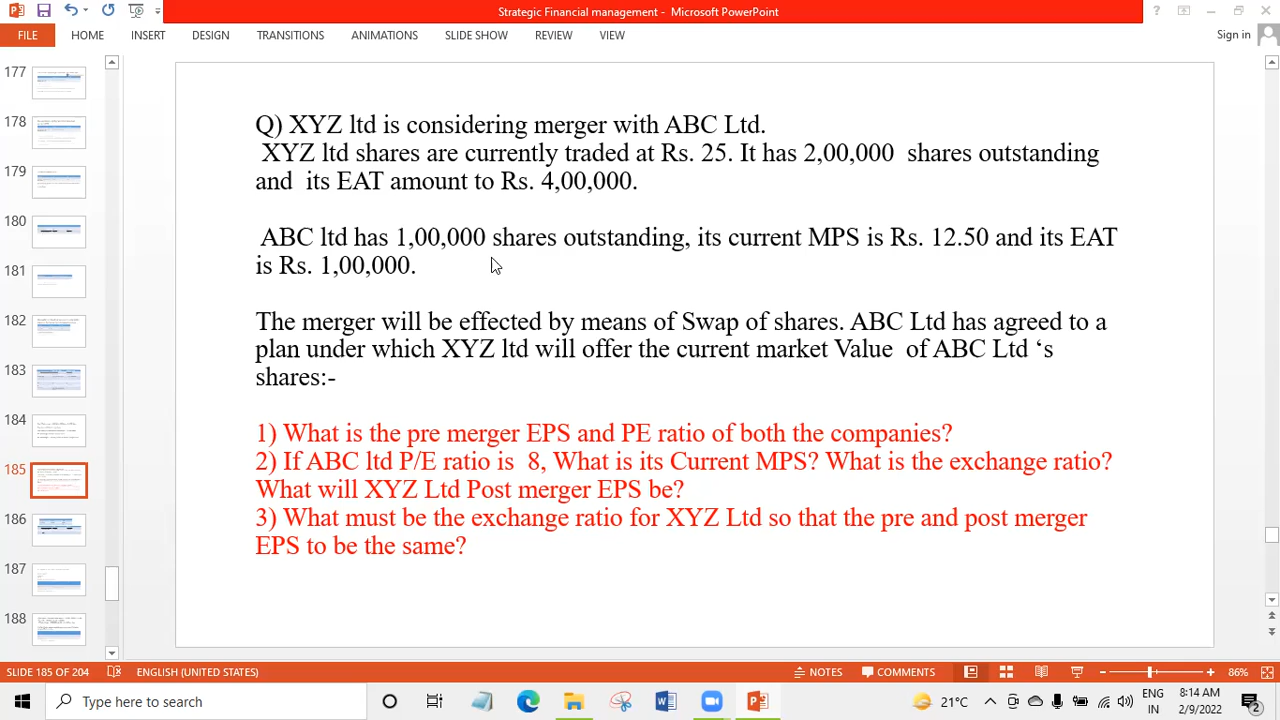 Strategic Financial management - Microsoft PowerPoint
FILE HOME INSERT DESIGN TRANSITIONS ANIMATIONS SLIDE SHOW REVIEW VIEW Sign in
177
178
179
180
181
182
183
184
185
186
187
188
Q) XYZ ltd is considering merger with ABC Ltd.
XYZ ltd shares are currently traded at Rs. 25. It has 2,00,000 shares outstanding
and its EAT amount to Rs. 4,00,000.
ABC ltd has 1,00,000 shares outstanding, its current MPS is Rs. 12.50 and its EAT
is Rs. 1,00,000.
The merger will be effected by means of Swap of shares. ABC Ltd has agreed to a
plan under which XYZ ltd will offer the current market Value of ABC Ltd ‘s
shares:-
1) What is the pre merger EPS and PE ratio of both the companies?
2) If ABC ltd P/E ratio is 8, What is its Current MPS? What is the exchange ratio?
What will XYZ Ltd Post merger EPS be?
3) What must be the exchange ratio for XYZ Ltd so that the pre and post merger
EPS to be the same?
SLIDE 185 OF 204 ENGLISH (UNITED STATES) NOTES COMMENTS 86%
Type here to search 21°C ENG IN 8:14 AM 2/9/2022 2